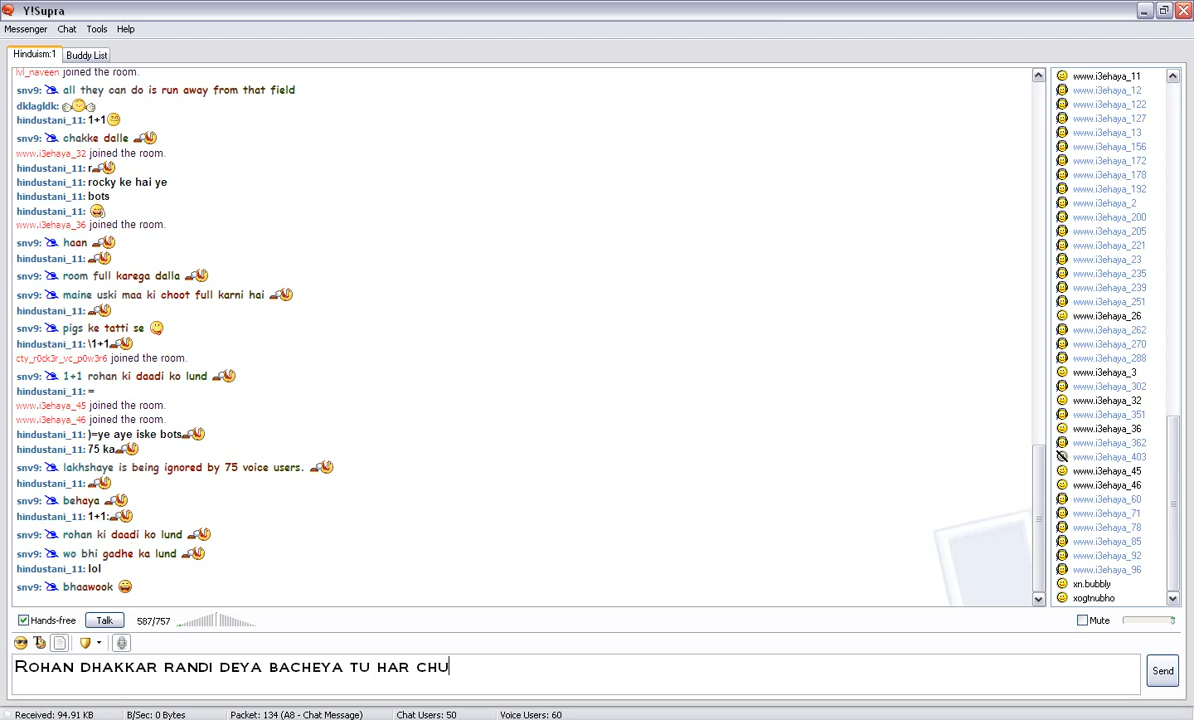 Y!Supra
Messenger Chat Tools Help
Hinduism:1 Buddy List
lvl_naveen joined the room.
snv9: all they can do is run away from that field
dklagldk:
hindustani_11: 1+1
snv9: chakke dalle
www.i3ehaya_32 joined the room.
hindustani_11: r
hindustani_11: rocky ke hai ye
hindustani_11: bots
hindustani_11:
www.i3ehaya_36 joined the room.
snv9: haan
hindustani_11:
snv9: room full karega dalla
snv9: maine uski maa ki choot full karni hai
hindustani_11:
snv9: pigs ke tatti se
hindustani_11: \1+1
cty_r0ck3r_vc_p0w3r6 joined the room.
snv9: 1+1 rohan ki daadi ko lund
hindustani_11: =
www.i3ehaya_45 joined the room.
www.i3ehaya_46 joined the room.
hindustani_11: )=ye aye iske bots
hindustani_11: 75 ka
snv9: lakhshaye is being ignored by 75 voice users.
hindustani_11:
snv9: behaya
hindustani_11: 1+1:
snv9: rohan ki daadi ko lund
snv9: wo bhi gadhe ka lund
hindustani_11: lol
snv9: bhaawook
www.i3ehaya_11
www.i3ehaya_12
www.i3ehaya_122
www.i3ehaya_127
www.i3ehaya_13
www.i3ehaya_156
www.i3ehaya_172
www.i3ehaya_178
www.i3ehaya_192
www.i3ehaya_2
www.i3ehaya_200
www.i3ehaya_205
www.i3ehaya_221
www.i3ehaya_23
www.i3ehaya_235
www.i3ehaya_239
www.i3ehaya_251
www.i3ehaya_26
www.i3ehaya_262
www.i3ehaya_270
www.i3ehaya_288
www.i3ehaya_3
www.i3ehaya_302
www.i3ehaya_32
www.i3ehaya_351
www.i3ehaya_36
www.i3ehaya_362
www.i3ehaya_403
www.i3ehaya_45
www.i3ehaya_46
www.i3ehaya_60
www.i3ehaya_71
www.i3ehaya_78
www.i3ehaya_85
www.i3ehaya_92
www.i3ehaya_96
xn.bubbly
xogtnubho
Hands-free Talk 587/757 Mute
Rohan dhakkar randi deya bacheya tu har chu
Send
Received: 94.91 KB B/Sec: 0 Bytes Packet: 134 (A8 - Chat Message) Chat Users: 50 Voice Users: 60